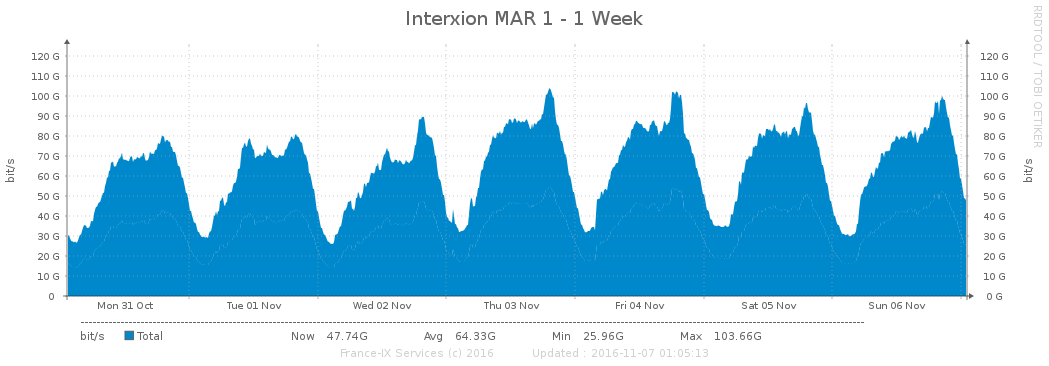 Interxion MAR 1 - 1 Week
RRDTOOL / TOBI OETIKER
bit/s
120 G
110 G
100 G
90 G
80 G
70 G
60 G
50 G
40 G
30 G
20 G
10 G
0
120 G
110 G
100 G
90 G
80 G
70 G
60 G
50 G
40 G
30 G
20 G
10 G
0 G
bit/s
Mon 31 Oct Tue 01 Nov Wed 02 Nov Thu 03 Nov Fri 04 Nov Sat 05 Nov Sun 06 Nov
bit/s Total Now 47.74G Avg 64.33G Min 25.96G Max 103.66G
France-IX Services (c) 2016 Updated : 2016-11-07 01:05:13